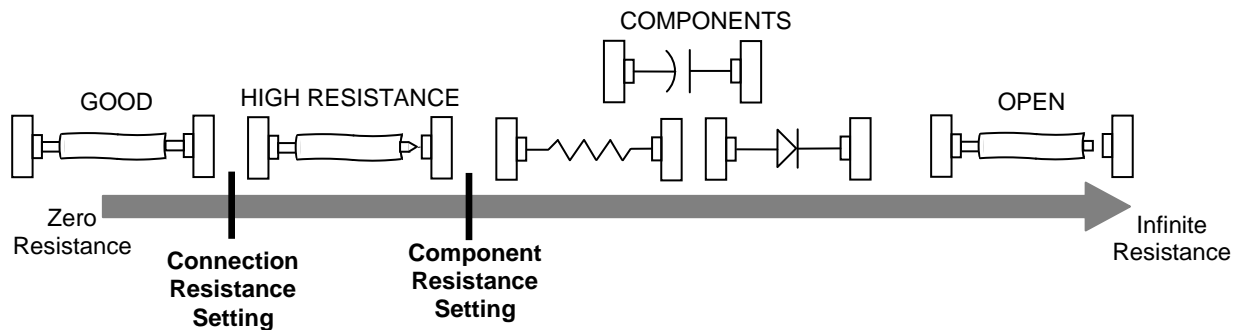 COMPONENTS
GOOD
HIGH RESISTANCE
OPEN
Zero
Resistance
Connection
Resistance
Setting
Component
Resistance
Setting
Infinite
Resistance